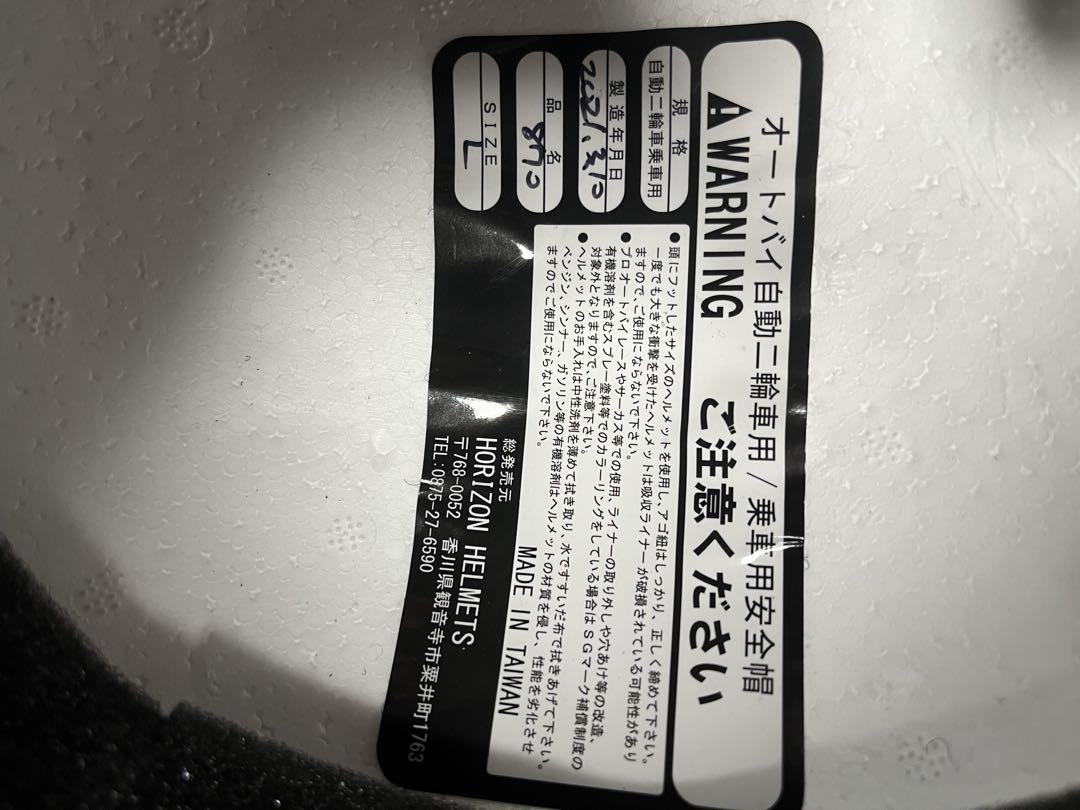 オートバイ自動二輪車用/乗車用安全帽
WARNING ご注意ください
規格
自動二輪車乗車用
製造年月日
2021.3.10
品名
870
SIZE
L
●頭にフットしたサイズのヘルメットを使用し、アゴ紐はしっかり、正しく締めて下さい。
一度でも大きな衝撃を受けたヘルメットは吸収ライナーが破損されている可能性があり
ますので、ご使用にならないで下さい。
●プロオートバイレースやサーカス等での使用、ライナーの取り外しや穴あけ等の改造、
有機溶剤を含むスプレー塗料等でのカラーリングをしている場合はSGマーク補償制度の
対象外となりますので、ご注意下さい。
●ヘルメットのお手入れは中性洗剤を薄めて拭き取り、水ですすいだ布で拭きあげて下さい。
ベンジン、シンナー、ガソリン等の有機溶剤はヘルメットの材質を侵し、性能を劣化させ
ますのでご使用にならないで下さい。
MADE IN TAIWAN
総発売元
HORIZON HELMETS
〒768-0052 香川県観音寺市粟井町1763
TEL:0875-27-6590